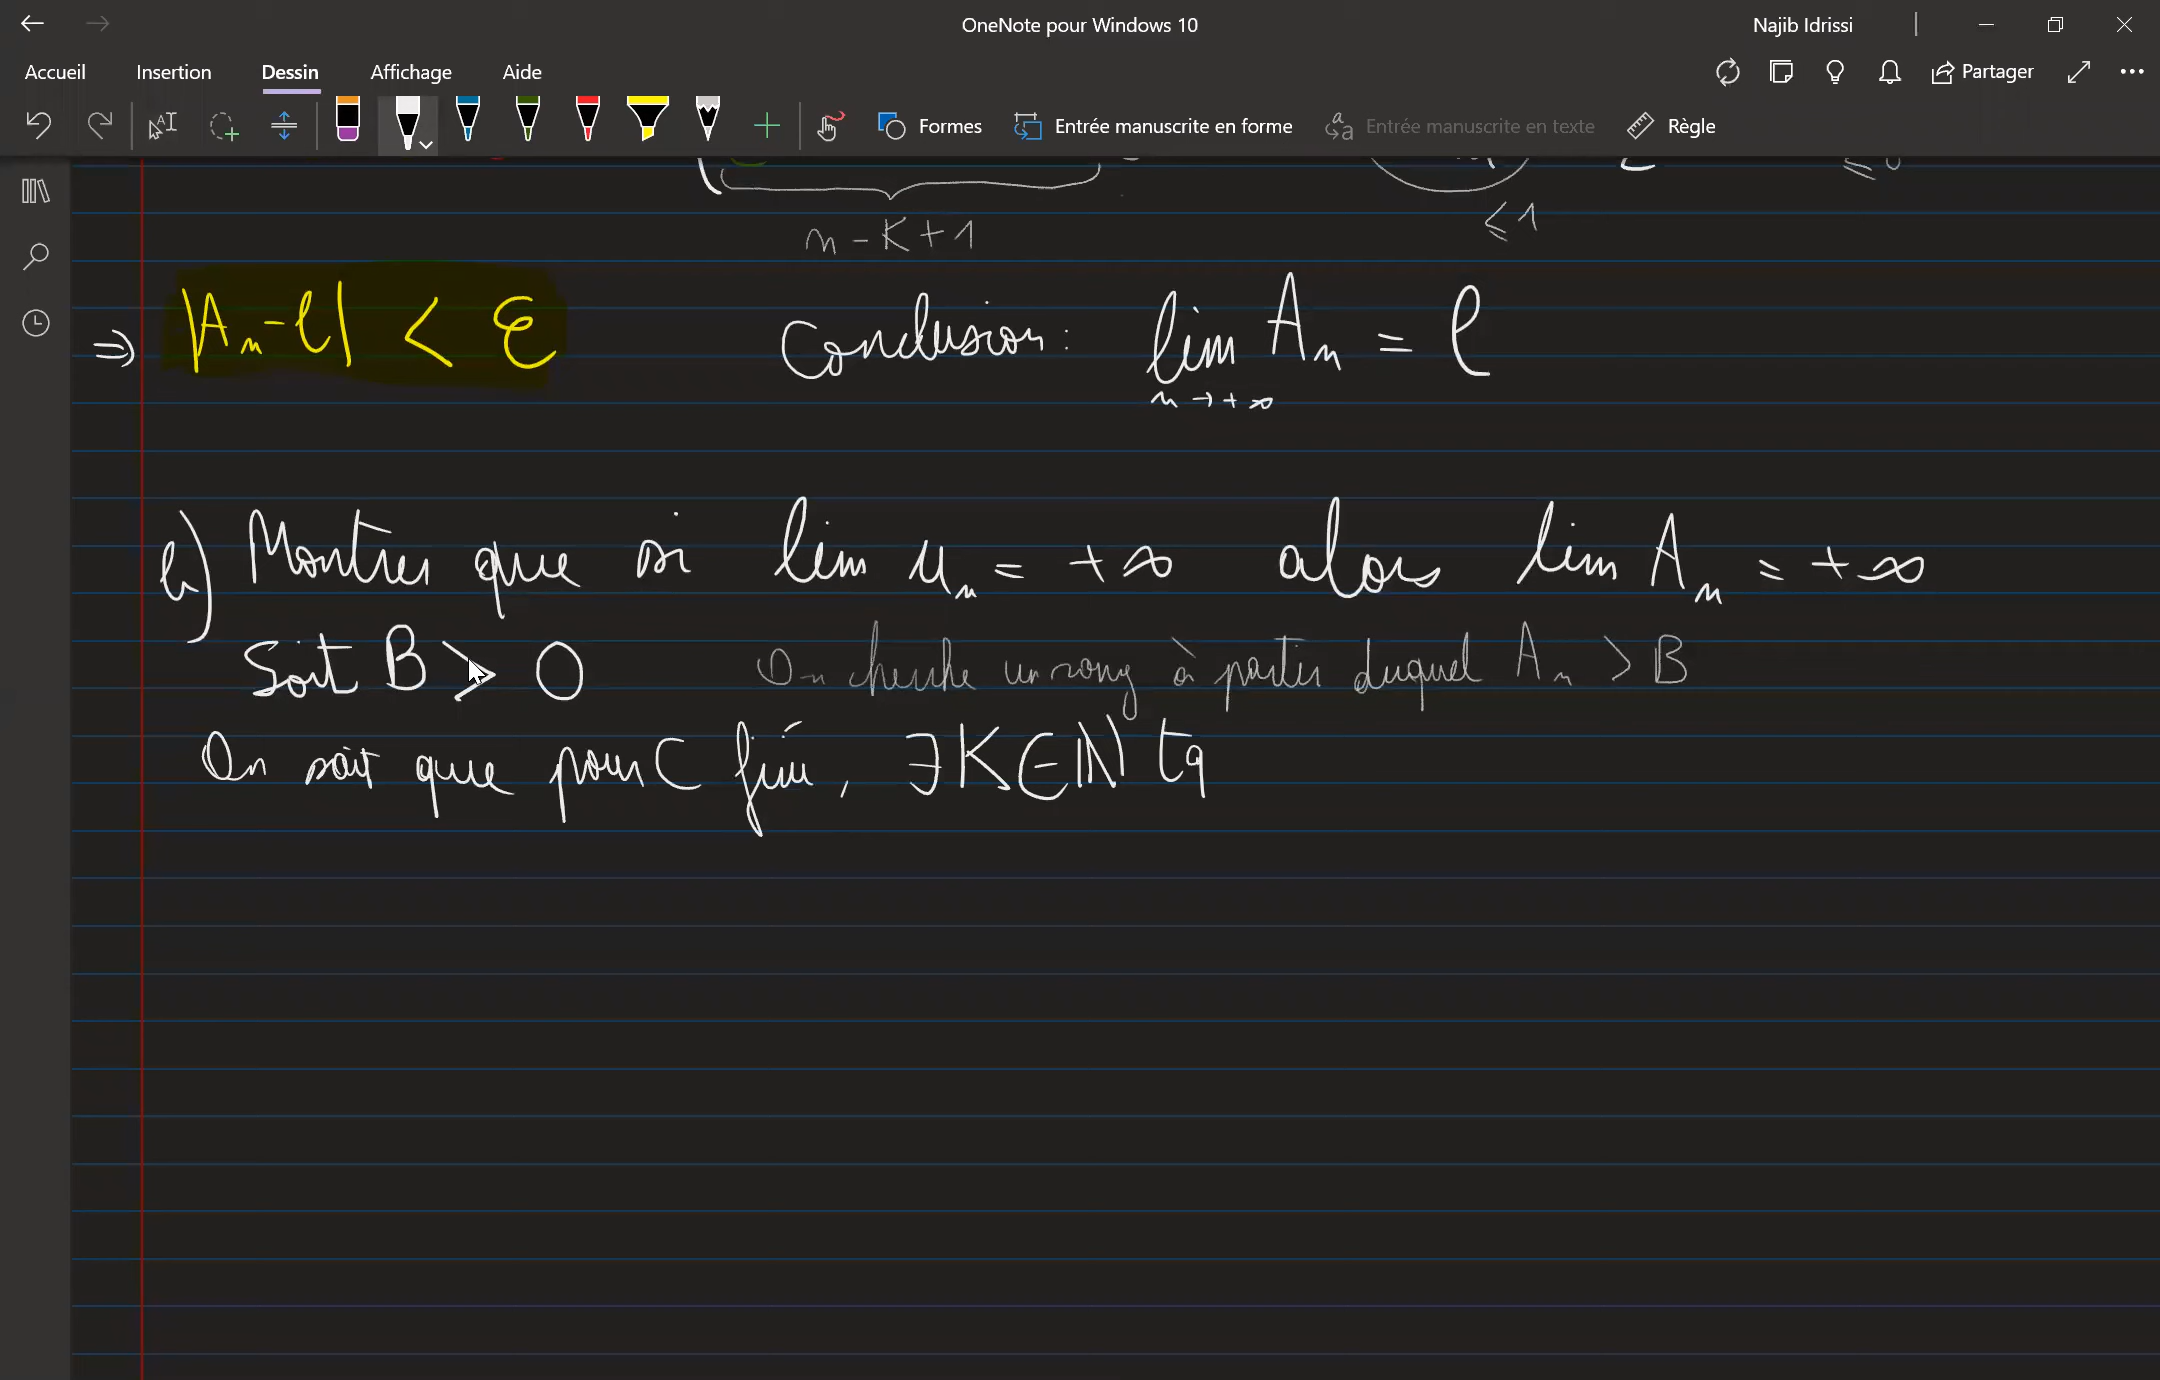 OneNote pour Windows 10
Najib Idrissi
Accueil Insertion Dessin Affichage Aide
Partager
Formes Entrée manuscrite en forme Entrée manuscrite en texte Règle
n - K + 1
≤ 1
⇒ |Aₙ - l| < ε Conclusion : lim Aₙ = l
n → + ∞
b) Montrer que si lim uₙ = + ∞ alors lim Aₙ = + ∞
Soit B > 0 On cherche un rang à partir duquel Aₙ > B
On sait que pour C fixé, ∃ K ∈ ℕ tq